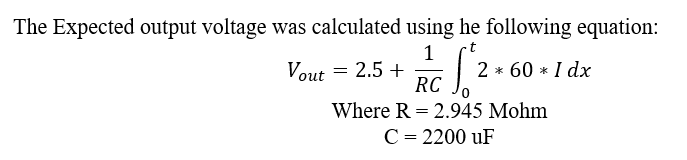 The Expected output voltage was calculated using he following equation:
V_out = 2.5 + 1/RC ∫_0^t 2 * 60 * I dx
Where R = 2.945 Mohm
C = 2200 uF